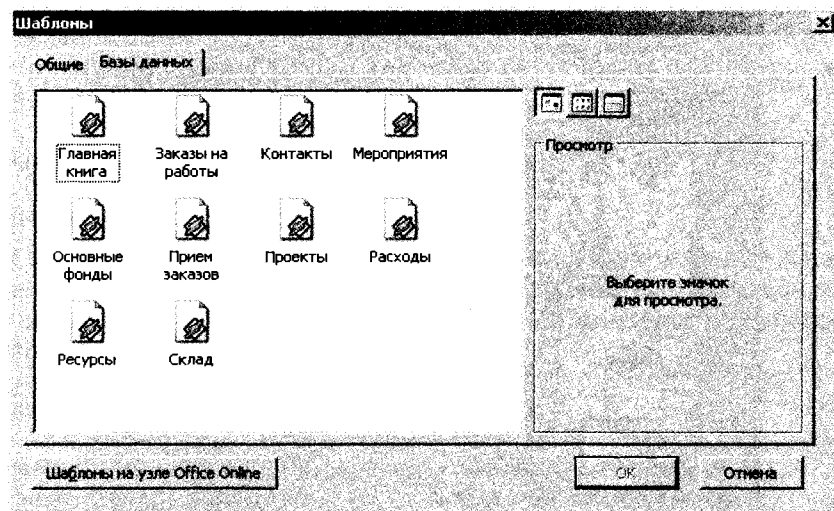 Шаблоны
Общие
Базы данных
Главная
книга
Заказы на
работы
Контакты
Мероприятия
Основные
фонды
Прием
заказов
Проекты
Расходы
Ресурсы
Склад
Просмотр
Выберите значок
для просмотра.
Шаблоны на узле Office Online
OK
Отмена